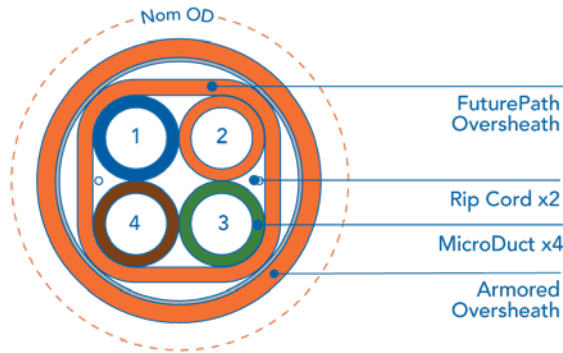 Nom OD
1
2
4
3
FuturePath
Oversheath
Rip Cord x2
MicroDuct x4
Armored
Oversheath